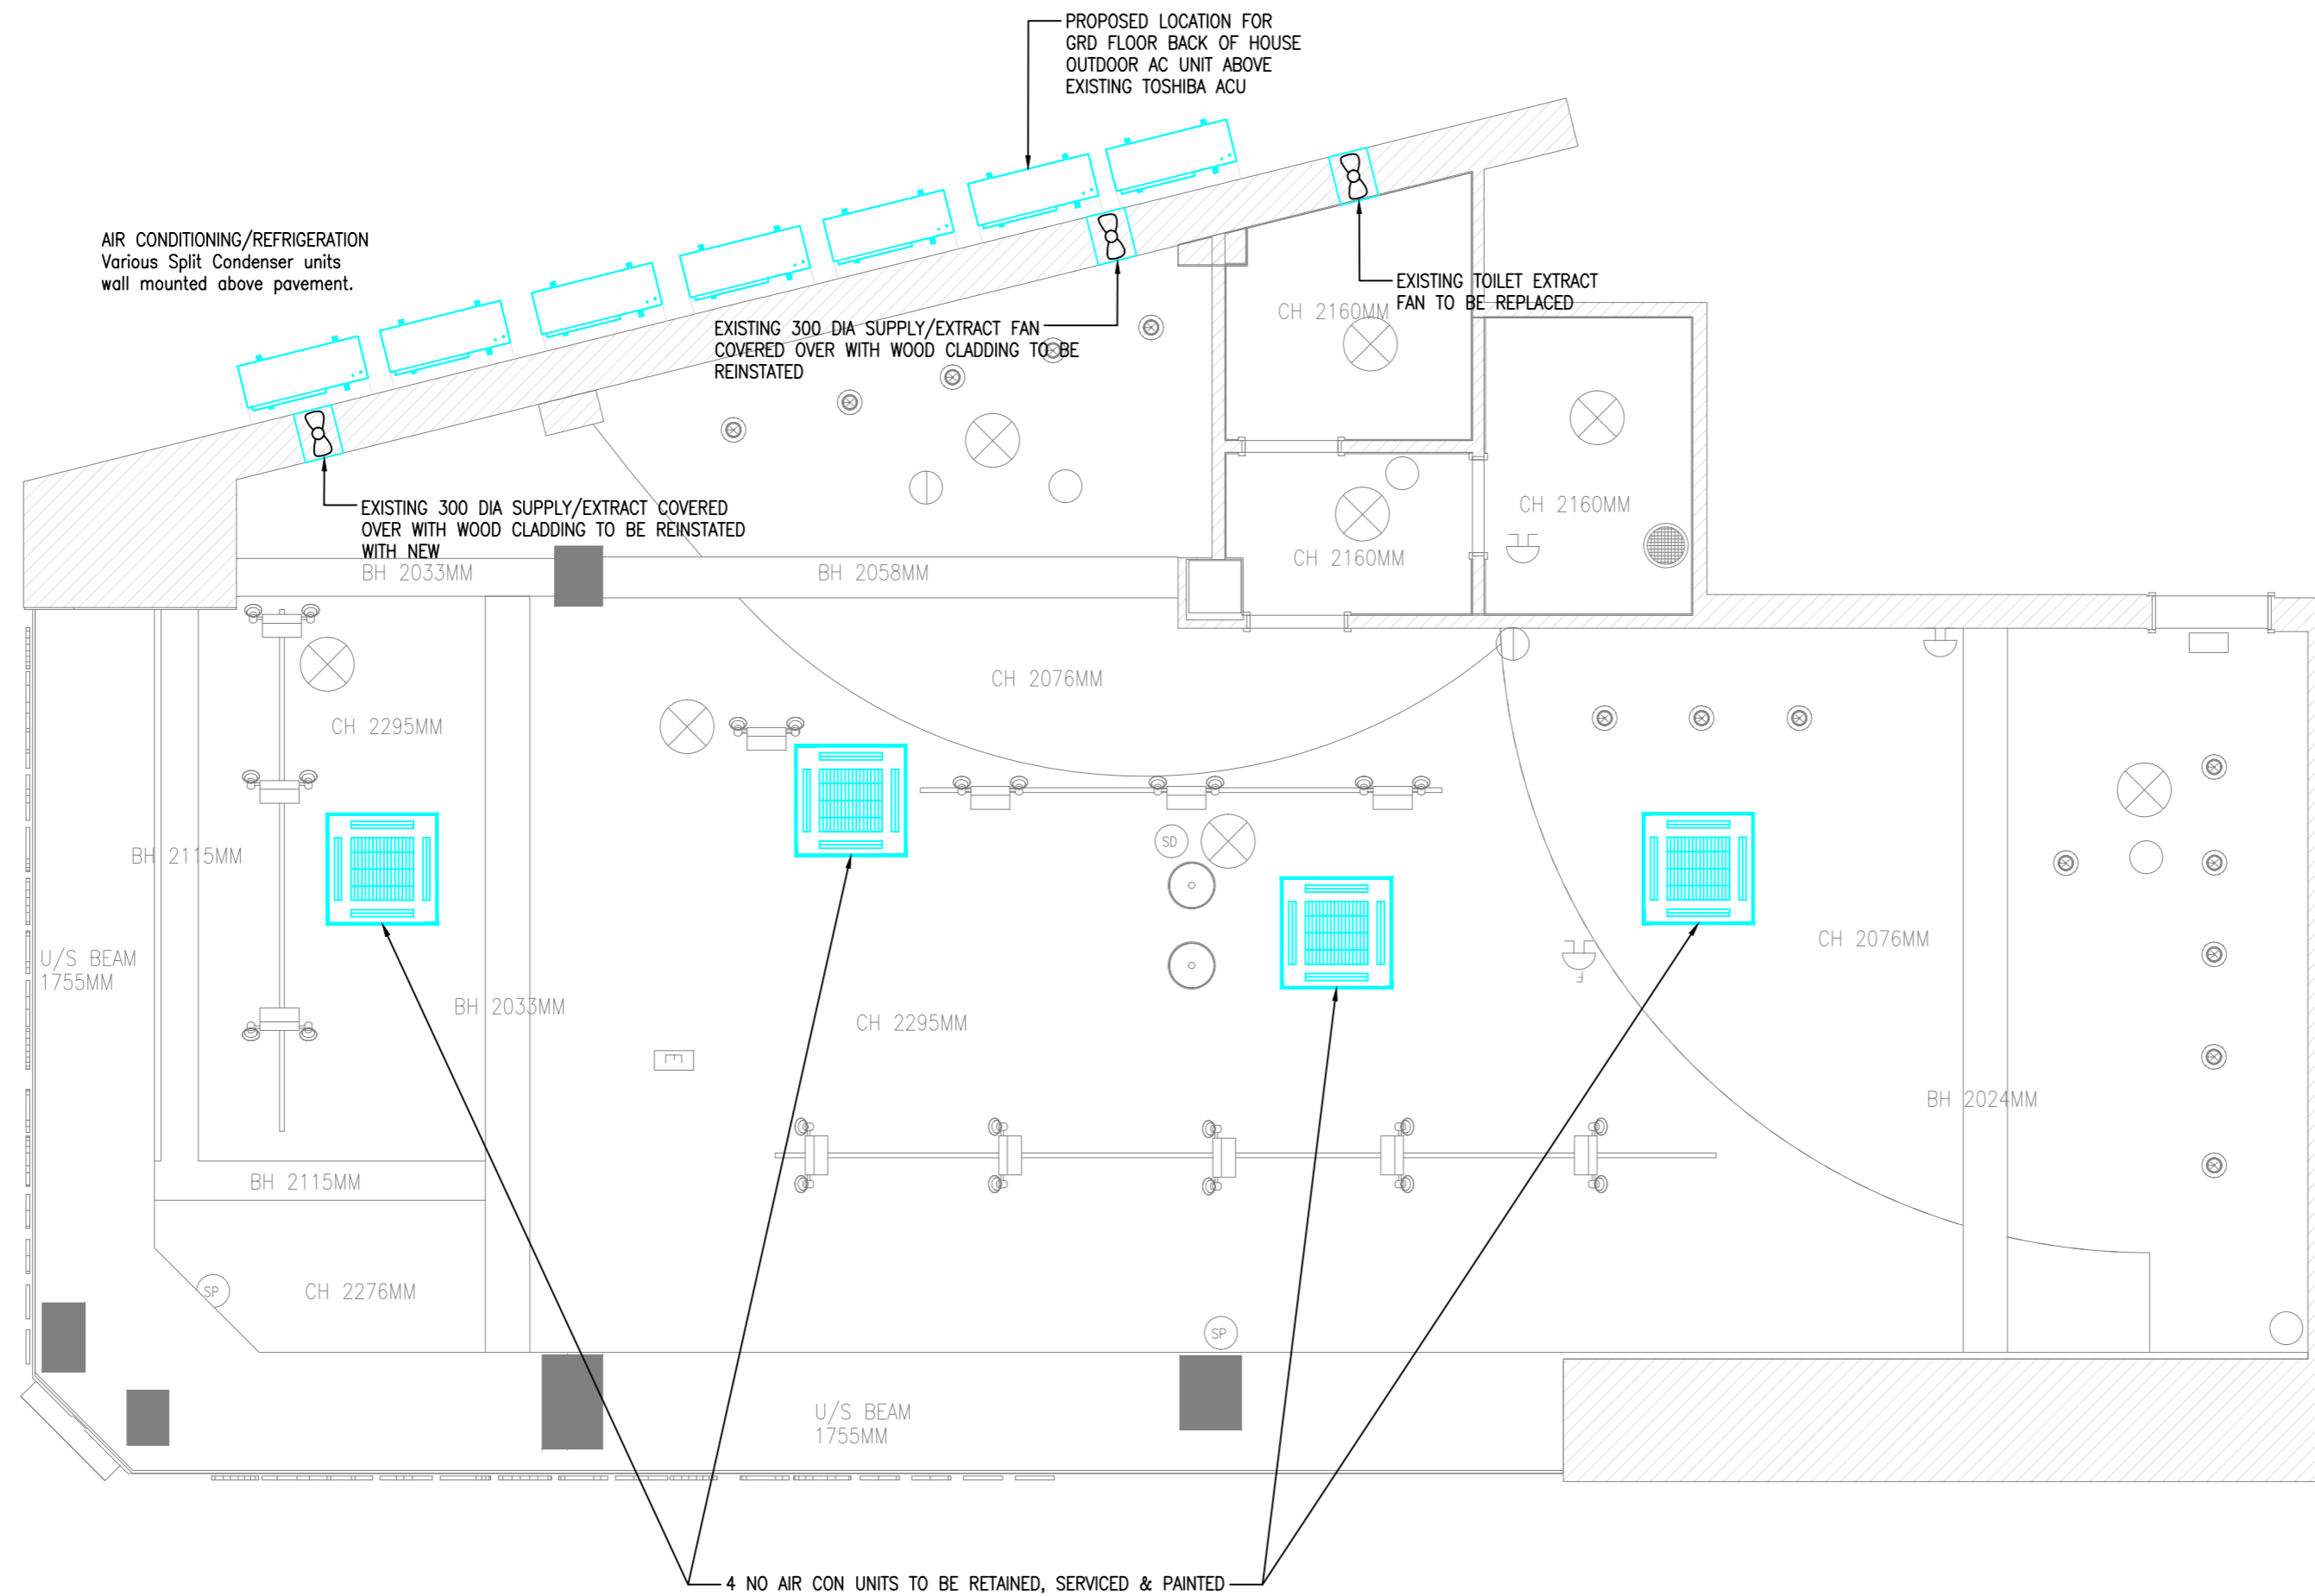 PROPOSED LOCATION FOR
GRD FLOOR BACK OF HOUSE
OUTDOOR AC UNIT ABOVE
EXISTING TOSHIBA ACU
AIR CONDITIONING/REFRIGERATION
Various Split Condenser units
wall mounted above pavement.
EXISTING TOILET EXTRACT
FAN TO BE REPLACED
CH 2160MM
EXISTING 300 DIA SUPPLY/EXTRACT FAN
COVERED OVER WITH WOOD CLADDING TO BE
REINSTATED
EXISTING 300 DIA SUPPLY/EXTRACT COVERED
OVER WITH WOOD CLADDING TO BE REINSTATED
WITH NEW
CH 2160MM
CH 2160MM
BH 2033MM
BH 2058MM
CH 2076MM
CH 2295MM
SD
BH 2115MM
CH 2076MM
U/S BEAM
1755MM
BH 2033MM
CH 2295MM
E
F
BH 2024MM
BH 2115MM
SP
CH 2276MM
SP
U/S BEAM
1755MM
4 NO AIR CON UNITS TO BE RETAINED, SERVICED & PAINTED